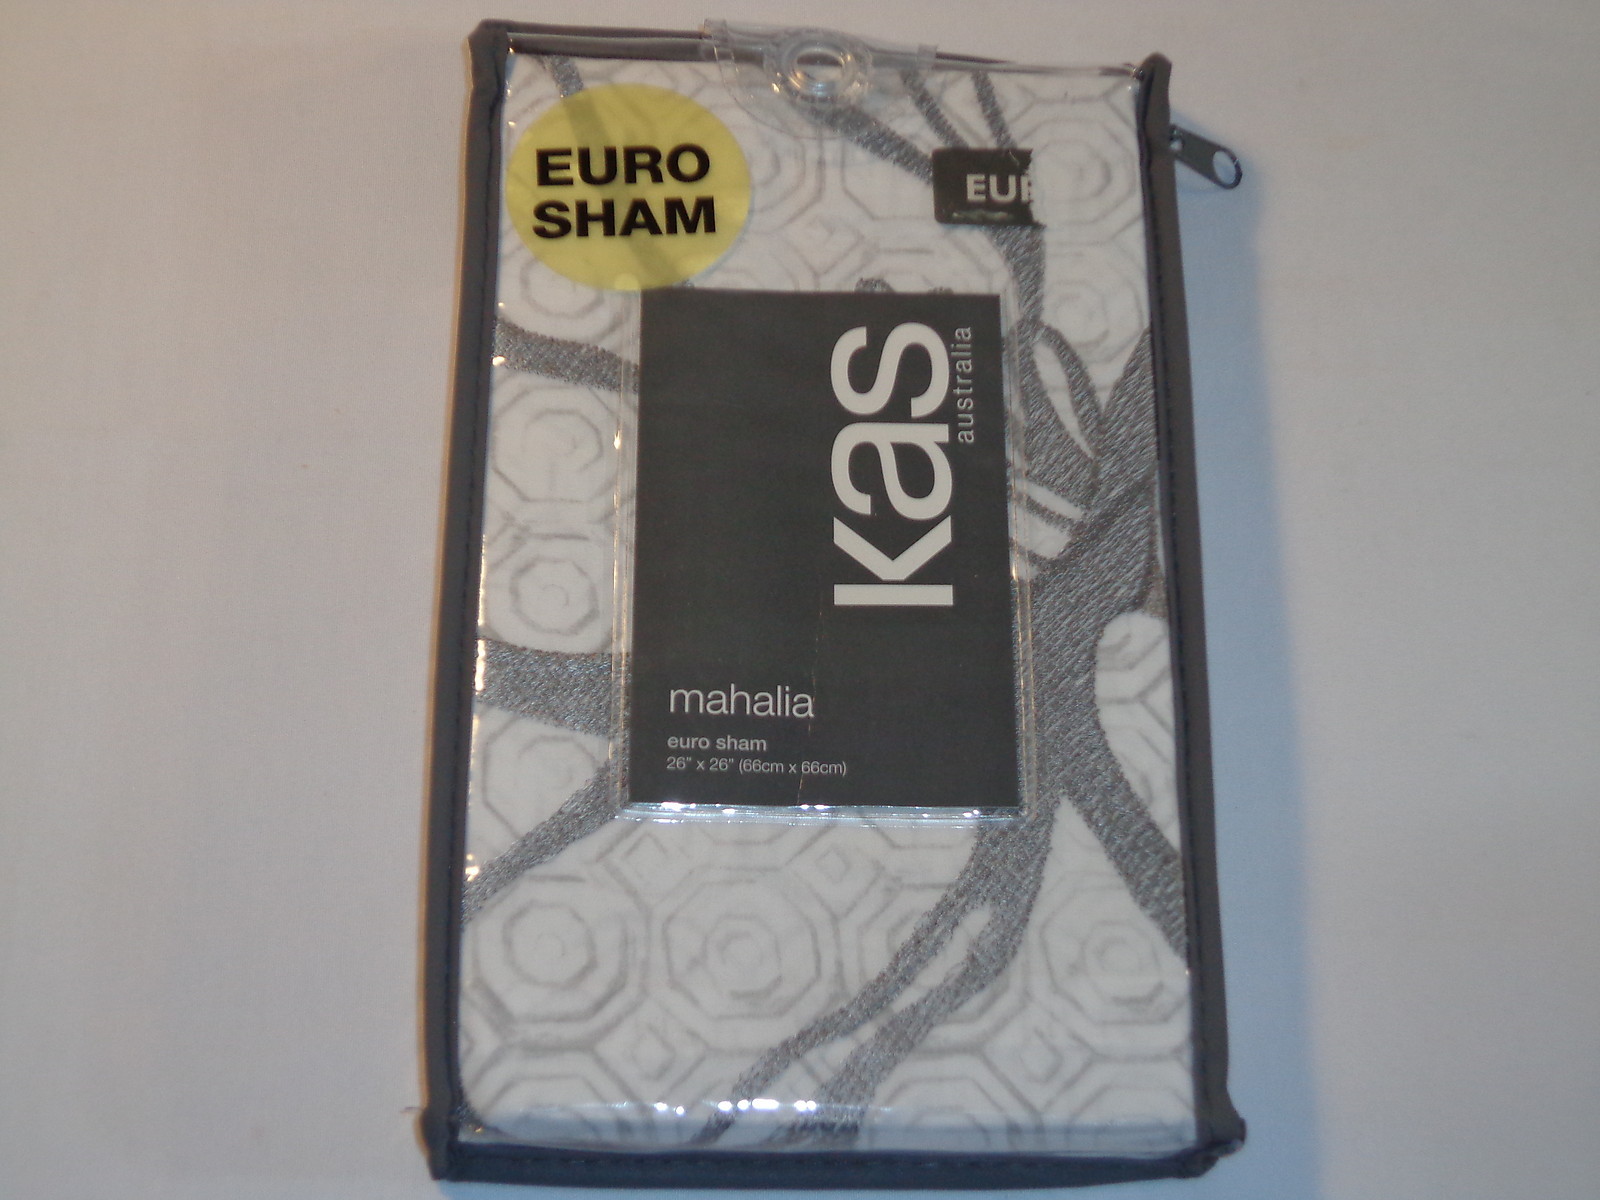 EURO
SHAM
EUR
kas
australia
mahalia
euro sham
26" x 26" (66cm x 66cm)